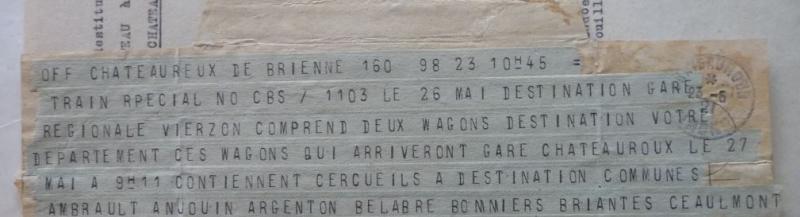 OFF CHATEAUREUX DE BRIENNE 160 98 23 10H45 =
TRAIN RPECIAL NO CBS / 1103 LE 26 MAI DESTINATION GARE
REGIONALE VIERZON COMPREND DEUX WAGONS DESTINATION VOTRE
DEPARTEMENT CES WAGONS QUI ARRIVERONT GARE CHATEAUROUX LE 27
MAI A 9H11 CONTIENNENT CERCUEILS A DESTINATION COMMUNES
AMBRAULT ANJOUIN ARGENTON BELABRE BOMMIERS BRIANTES CEAULMONT